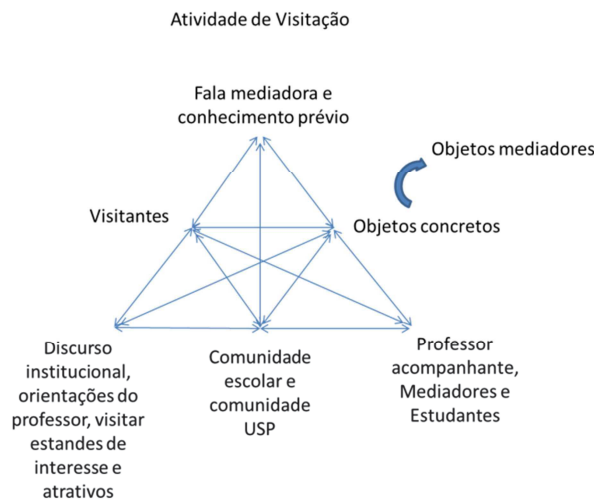 Atividade de Visitação
Fala mediadora e
conhecimento prévio
Objetos mediadores
Visitantes
Objetos concretos
Discurso
institucional,
orientações do
professor, visitar
estandes de
interesse e
atrativos
Comunidade
escolar e
comunidade
USP
Professor
acompanhante,
Mediadores e
Estudantes